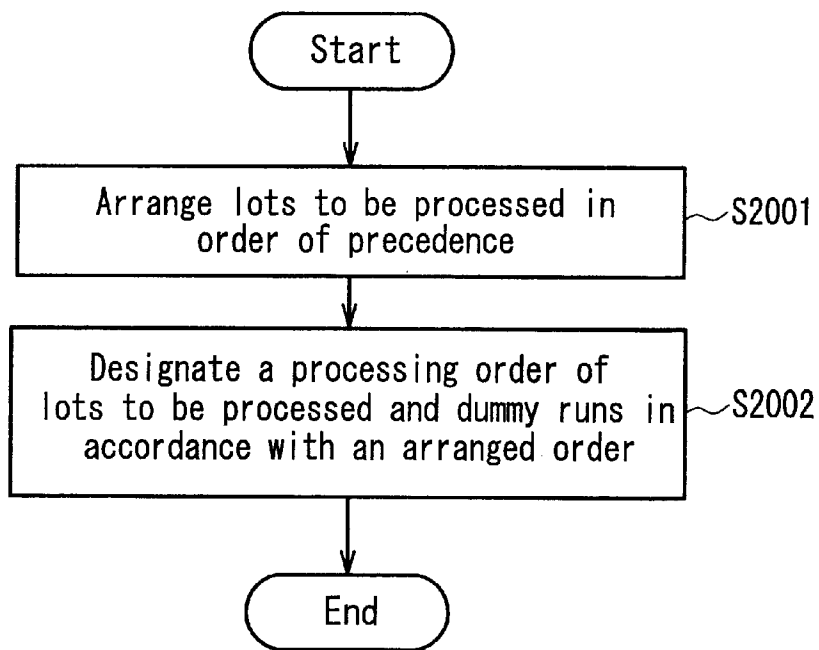 Start
Arrange lots to be processed in
order of precedence
S2001
Designate a processing order of
lots to be processed and dummy runs in
accordance with an arranged order
S2002
End